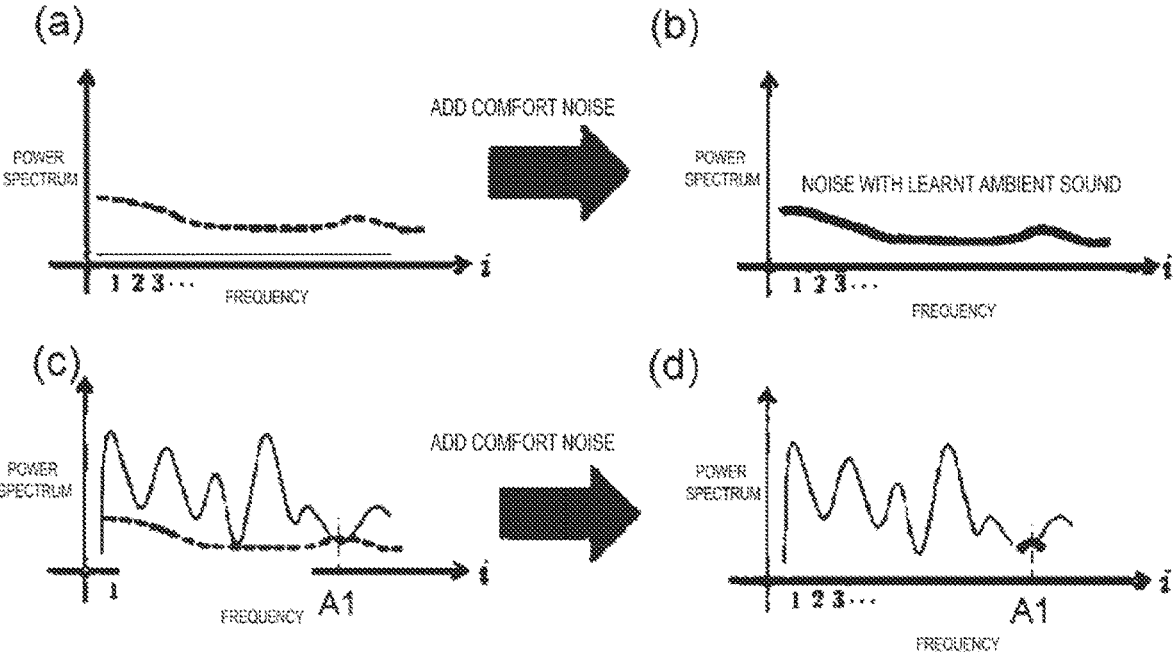 (a)
(b)
ADD COMFORT NOISE
POWER
SPECTRUM
POWER
SPECTRUM
NOISE WITH LEARNT AMBIENT SOUND
i
i
1 2 3 ···
1 2 3 ···
FREQUENCY
FREQUENCY
(c)
(d)
ADD COMFORT NOISE
POWER
SPECTRUM
POWER
SPECTRUM
i
i
1
A1
1 2 3 ···
A1
FREQUENCY
FREQUENCY